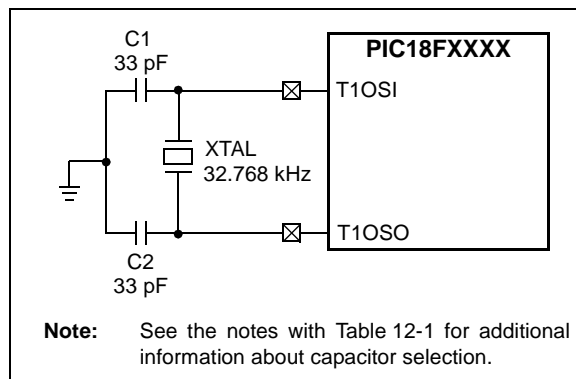 C1
33 pF
PIC18FXXXX
T1OSI
XTAL
32.768 kHz
T1OSO
C2
33 pF
Note: See the notes with Table 12-1 for additional
information about capacitor selection.